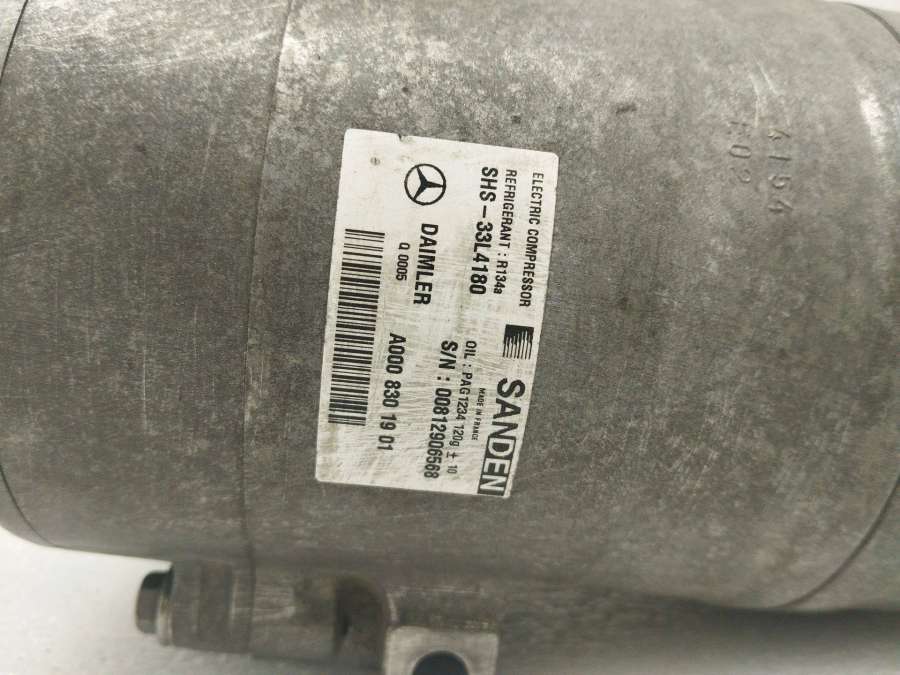 ELECTRIC COMPRESSOR
SANDEN
REFRIGERANT : R134a
MADE IN FRANCE
SHS-33L4180
OIL : PAG1234 120g ± 10
S/N : 00812906568
DAIMLER
A000 830 19 01
Q 0005
4154
F02